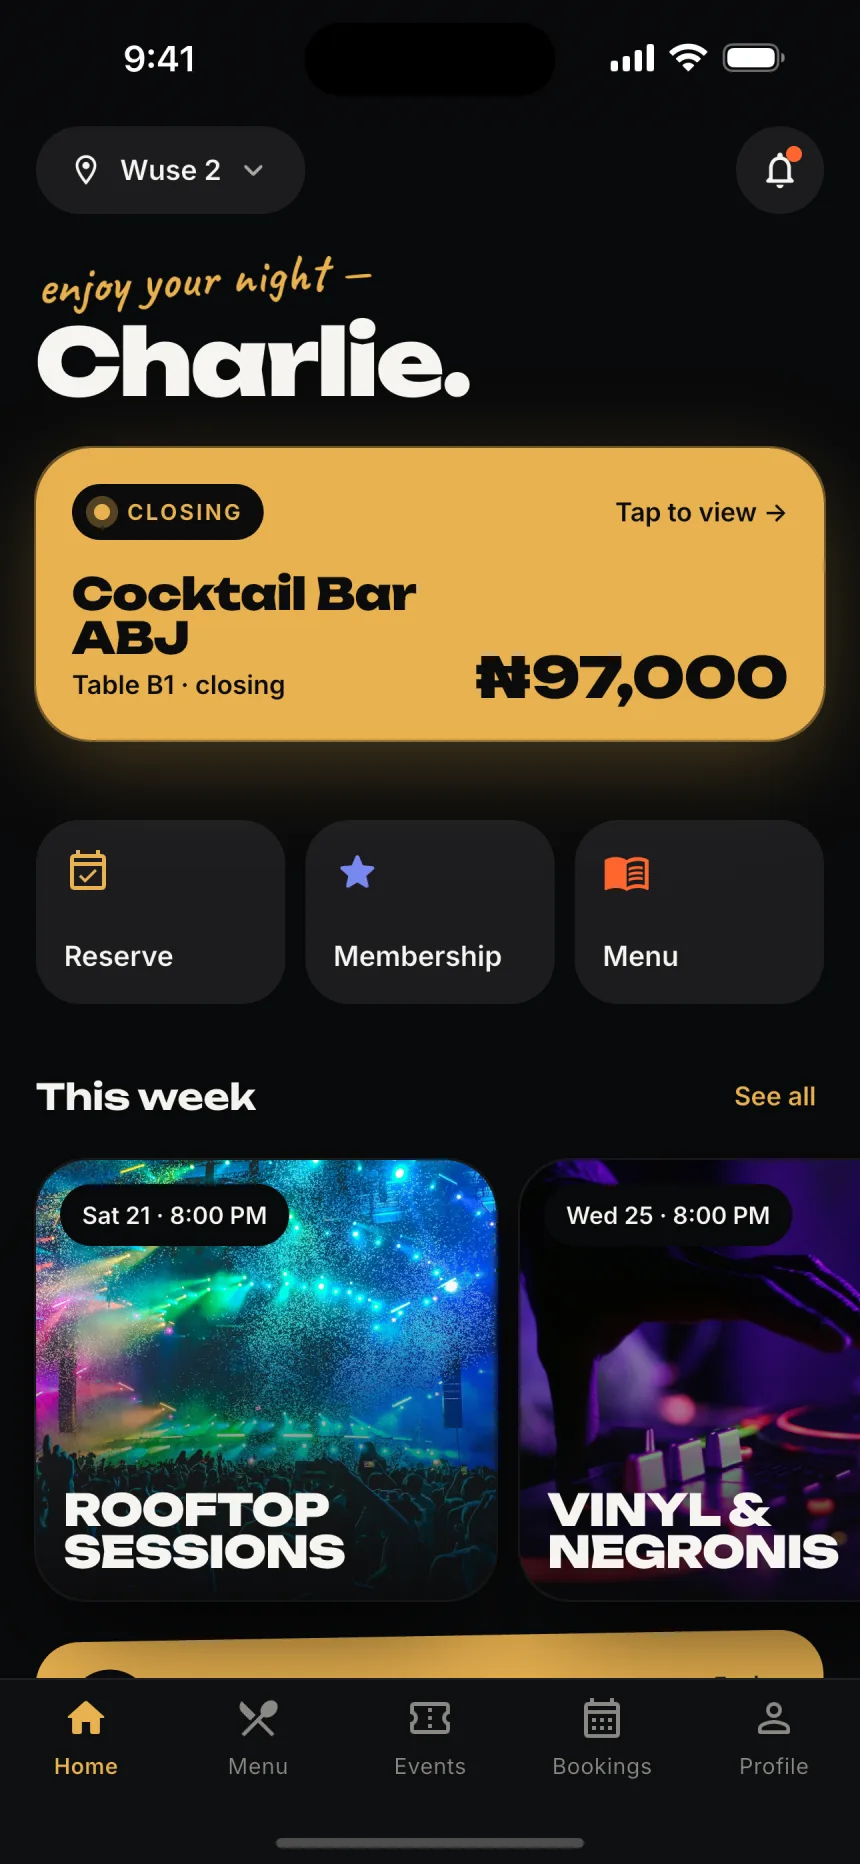 9:41
Wuse 2
enjoy your night –
Charlie.
CLOSING
Tap to view →
Cocktail Bar
ABJ
Table B1 · closing
₦97,000
Reserve
Membership
Menu
This week
See all
Sat 21 · 8:00 PM
Wed 25 · 8:00 PM
ROOFTOP
SESSIONS
VINYL &
NEGRONIS
Home
Menu
Events
Bookings
Profile